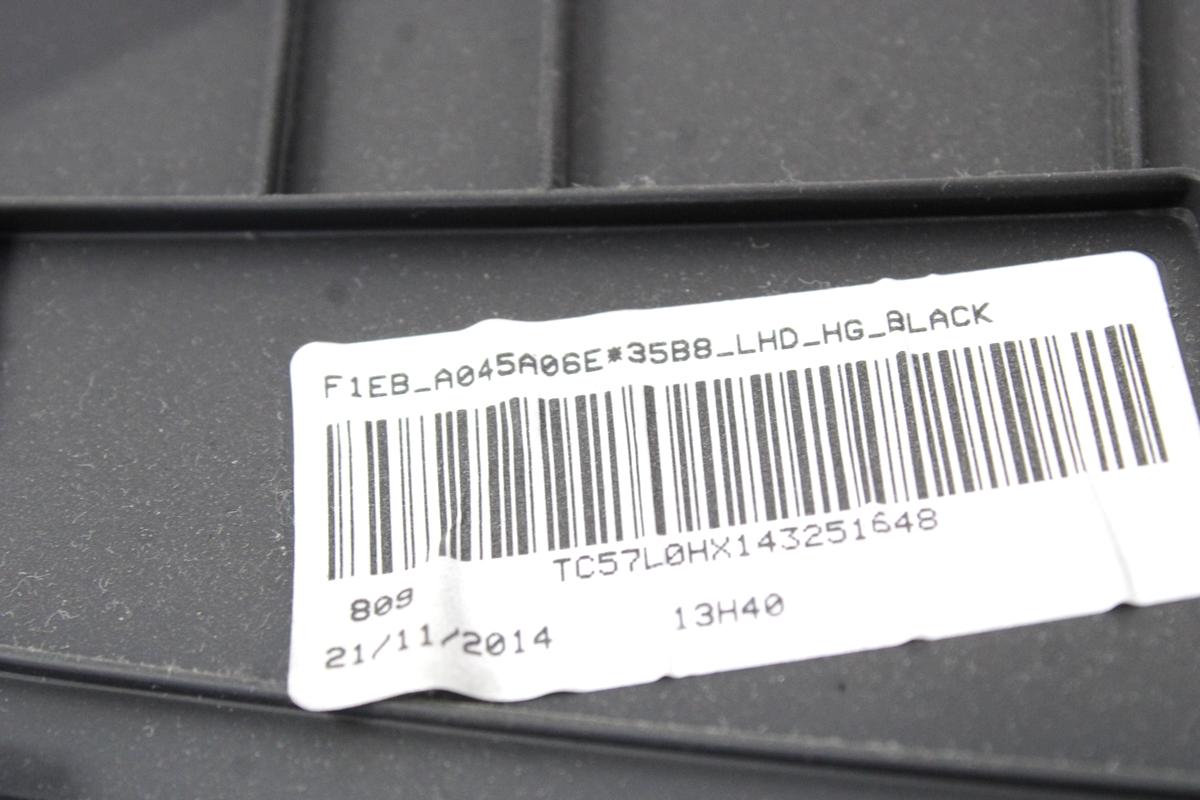 F1EB_A045A06E*35B8_LHD_HG_BLACK
TC57L0HX143251648
809
13H40
21/11/2014